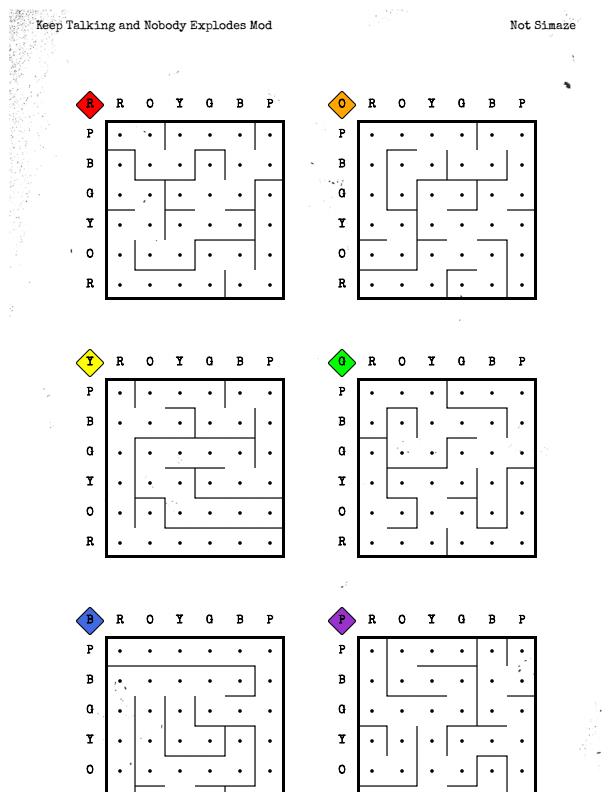 Keep Talking and Nobody Explodes Mod Not Simaze
R R O Y G B P O R O Y G B P
P P
B B
G G
Y Y
O O
R R
Y R O Y G B P G R O Y G B P
P P
B B
G G
Y Y
O O
R R
B R O Y G B P P R O Y G B P
P P
B B
G G
Y Y
O O